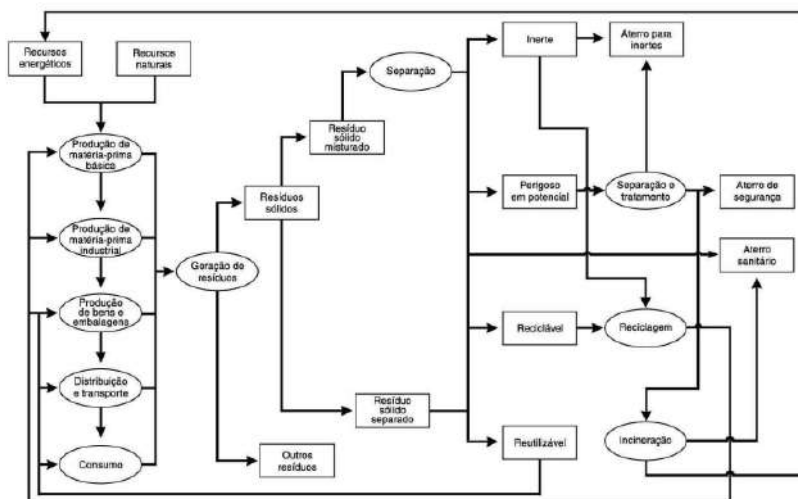 Recursos
energéticos
Recursos
naturais
Produção de
matéria-prima
básica
Produção de
matéria-prima
industrial
Produção
de bens e
embalagens
Distribuição
e transporte
Consumo
Geração de
resíduos
Resíduos
sólidos
Outros
resíduos
Resíduo
sólido
misturado
Resíduo
sólido
separado
Separação
Inerte
Perigoso
em potencial
Reciclável
Reutilizável
Aterro para
inertes
Separação e
tratamento
Aterro de
segurança
Aterro
sanitário
Reciclagem
Incineração